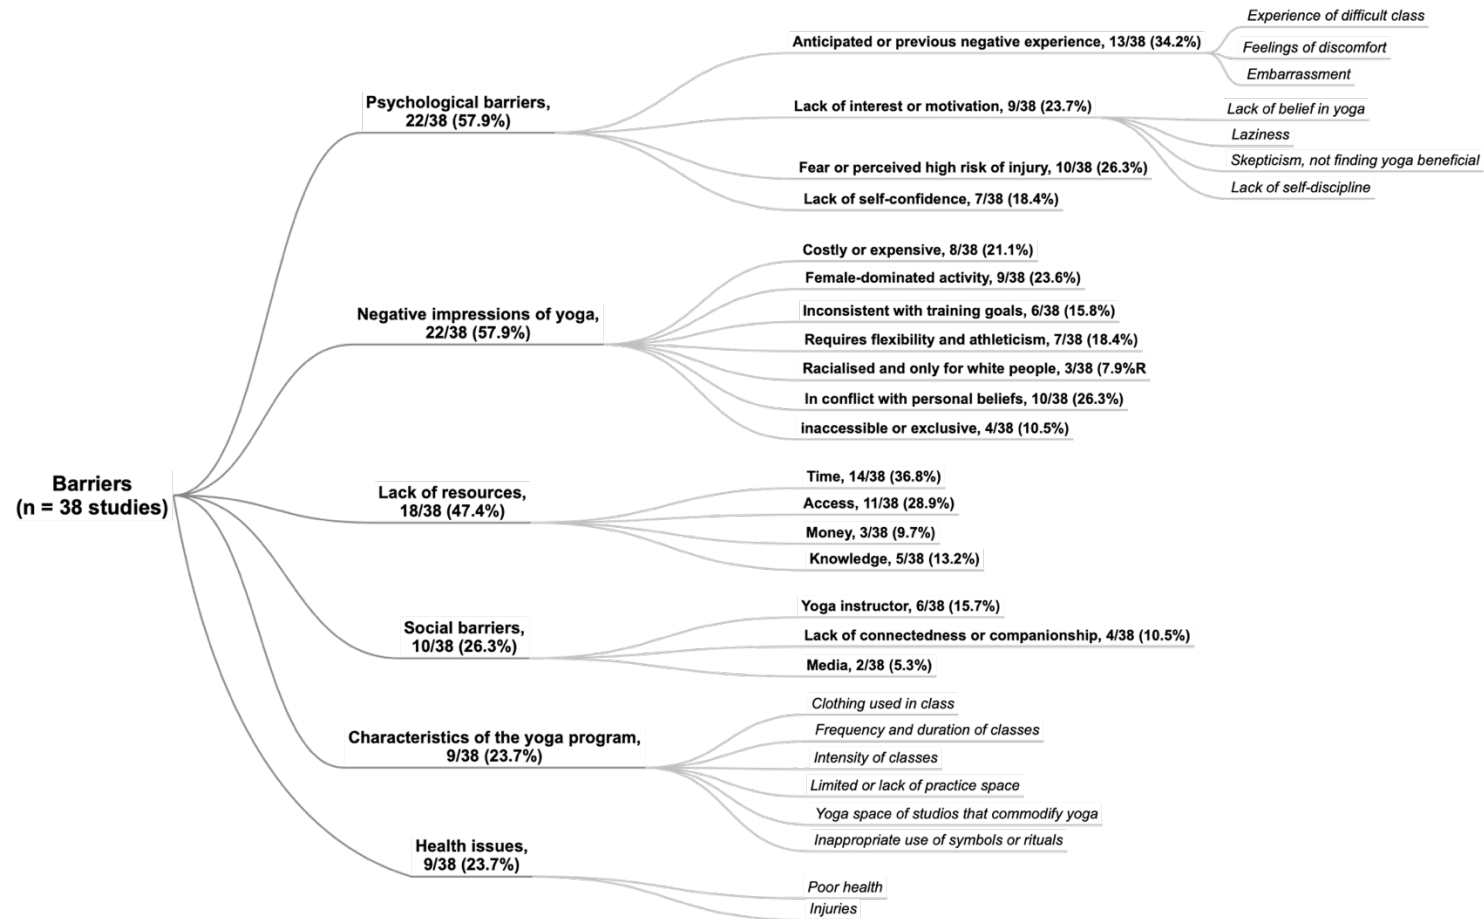 Barriers
(n = 38 studies)
Psychological barriers,
22/38 (57.9%)
Anticipated or previous negative experience, 13/38 (34.2%)
Experience of difficult class
Feelings of discomfort
Embarrassment
Lack of interest or motivation, 9/38 (23.7%)
Lack of belief in yoga
Laziness
Skepticism, not finding yoga beneficial
Lack of self-discipline
Fear or perceived high risk of injury, 10/38 (26.3%)
Lack of self-confidence, 7/38 (18.4%)
Negative impressions of yoga,
22/38 (57.9%)
Costly or expensive, 8/38 (21.1%)
Female-dominated activity, 9/38 (23.6%)
Inconsistent with training goals, 6/38 (15.8%)
Requires flexibility and athleticism, 7/38 (18.4%)
Racialised and only for white people, 3/38 (7.9%R
In conflict with personal beliefs, 10/38 (26.3%)
inaccessible or exclusive, 4/38 (10.5%)
Lack of resources,
18/38 (47.4%)
Time, 14/38 (36.8%)
Access, 11/38 (28.9%)
Money, 3/38 (9.7%)
Knowledge, 5/38 (13.2%)
Social barriers,
10/38 (26.3%)
Yoga instructor, 6/38 (15.7%)
Lack of connectedness or companionship, 4/38 (10.5%)
Media, 2/38 (5.3%)
Characteristics of the yoga program,
9/38 (23.7%)
Clothing used in class
Frequency and duration of classes
Intensity of classes
Limited or lack of practice space
Yoga space of studios that commodify yoga
Inappropriate use of symbols or rituals
Health issues,
9/38 (23.7%)
Poor health
Injuries